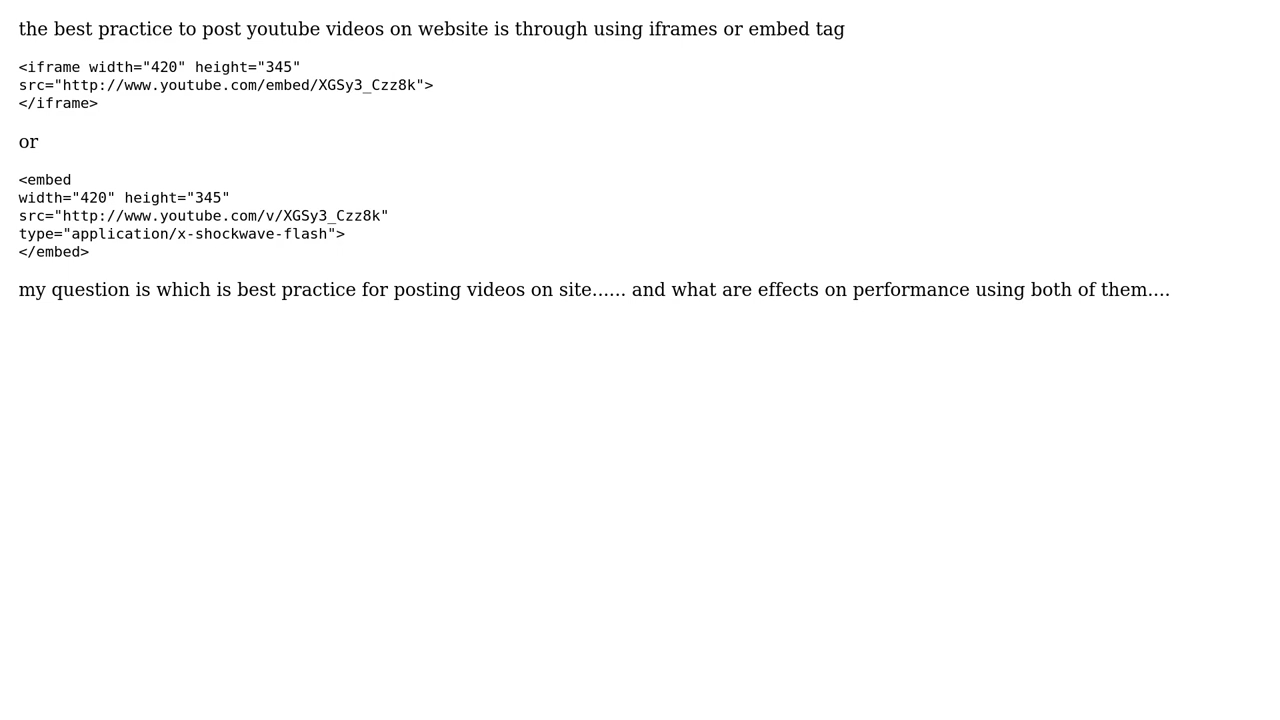 the best practice to post youtube videos on website is through using iframes or embed tag
<iframe width="420" height="345"
src="http://www.youtube.com/embed/XGSy3_Czz8k">
</iframe>
or
<embed
width="420" height="345"
src="http://www.youtube.com/v/XGSy3_Czz8k"
type="application/x-shockwave-flash">
</embed>
my question is which is best practice for posting videos on site...... and what are effects on performance using both of them....